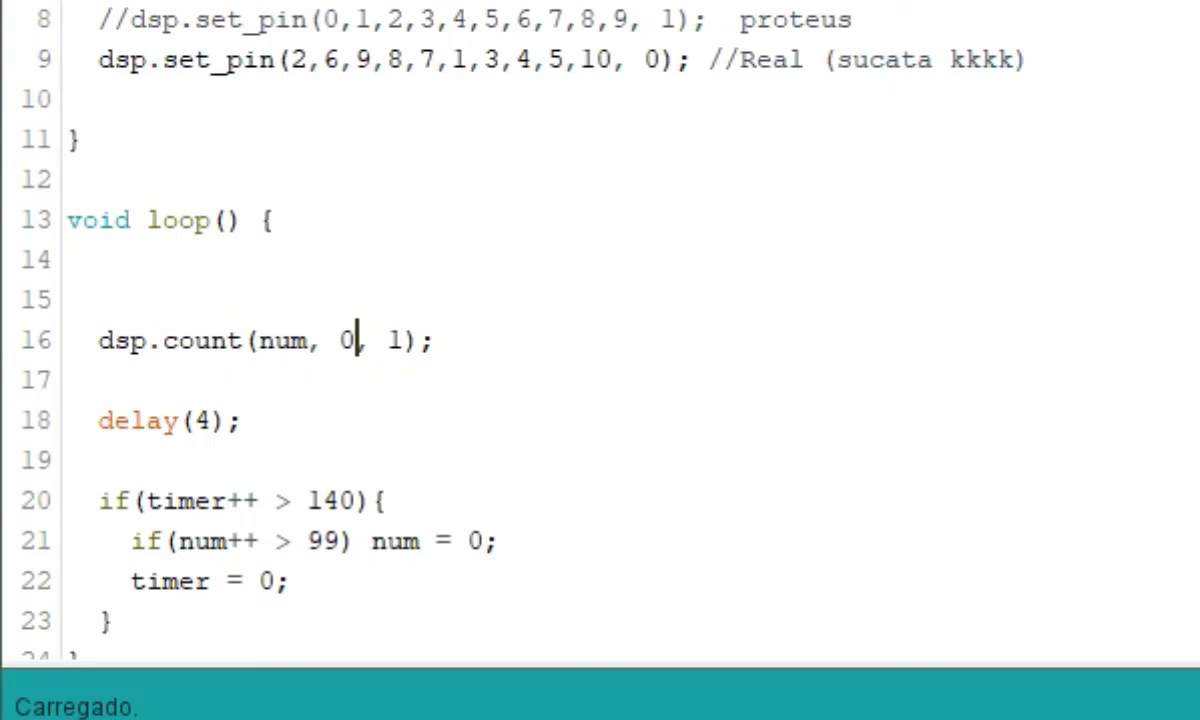 8 //dsp.set_pin(0,1,2,3,4,5,6,7,8,9, 1);  proteus
9 dsp.set_pin(2,6,9,8,7,1,3,4,5,10, 0); //Real (sucata kkkk)
10
11 }
12
13 void loop() {
14
15
16 dsp.count(num, 0, 1);
17
18 delay(4);
19
20 if(timer++ > 140){
21 if(num++ > 99) num = 0;
22 timer = 0;
23 }
24 }
Carregado.